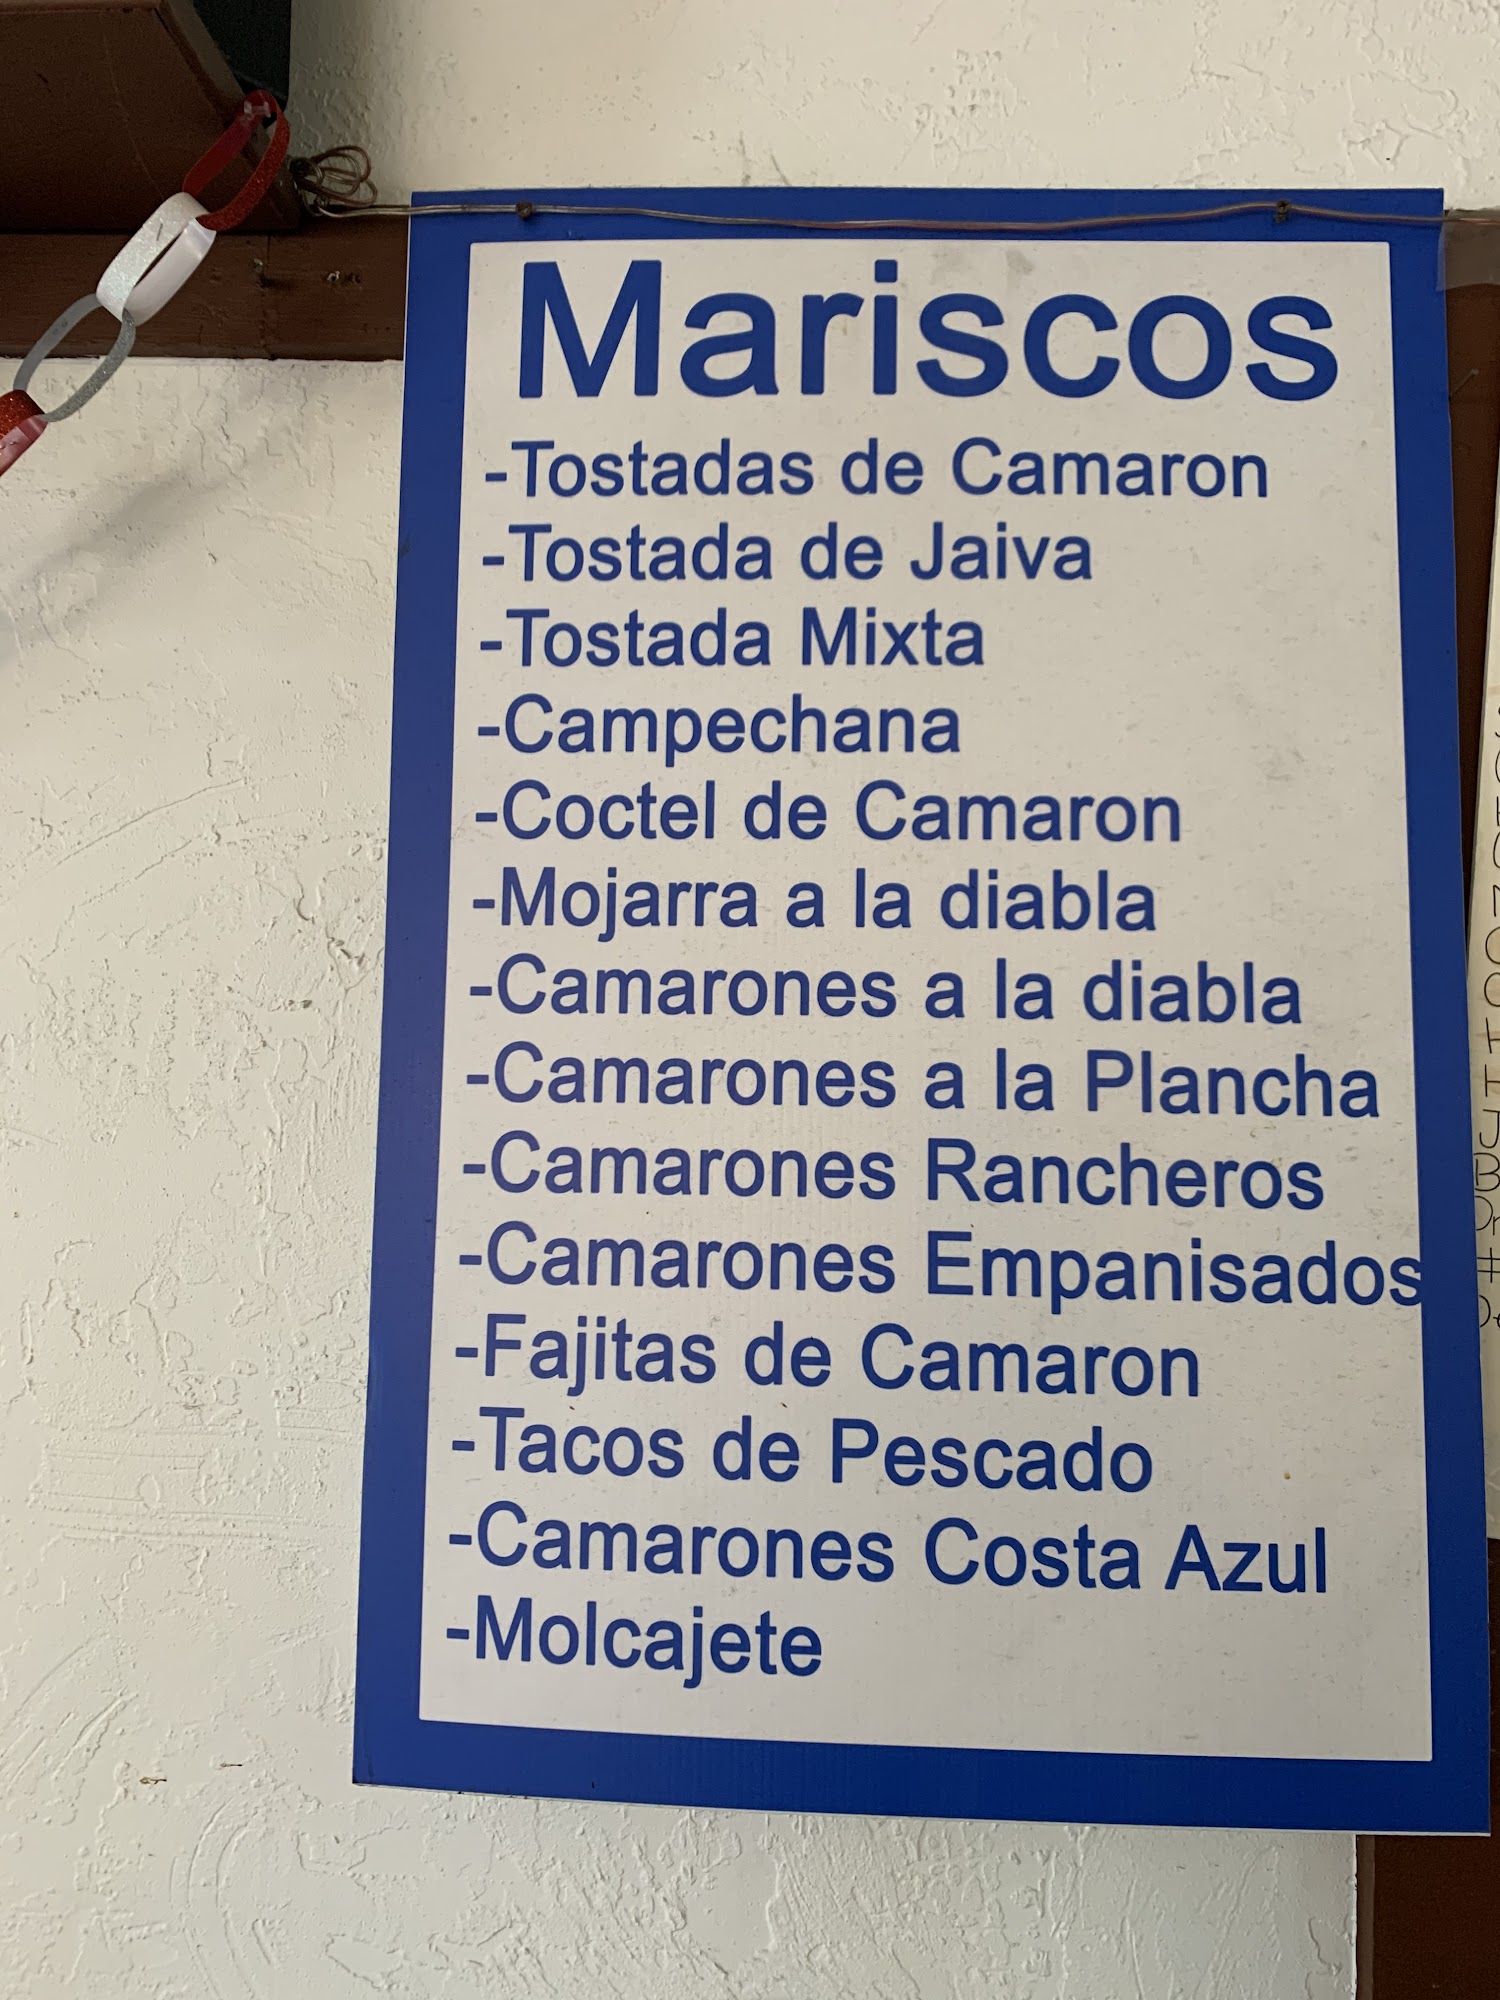 Mariscos
-Tostadas de Camaron
-Tostada de Jaiva
-Tostada Mixta
-Campechana
-Coctel de Camaron
-Mojarra a la diabla
-Camarones a la diabla
-Camarones a la Plancha
-Camarones Rancheros
-Camarones Empanisados
-Fajitas de Camaron
-Tacos de Pescado
-Camarones Costa Azul
-Molcajete